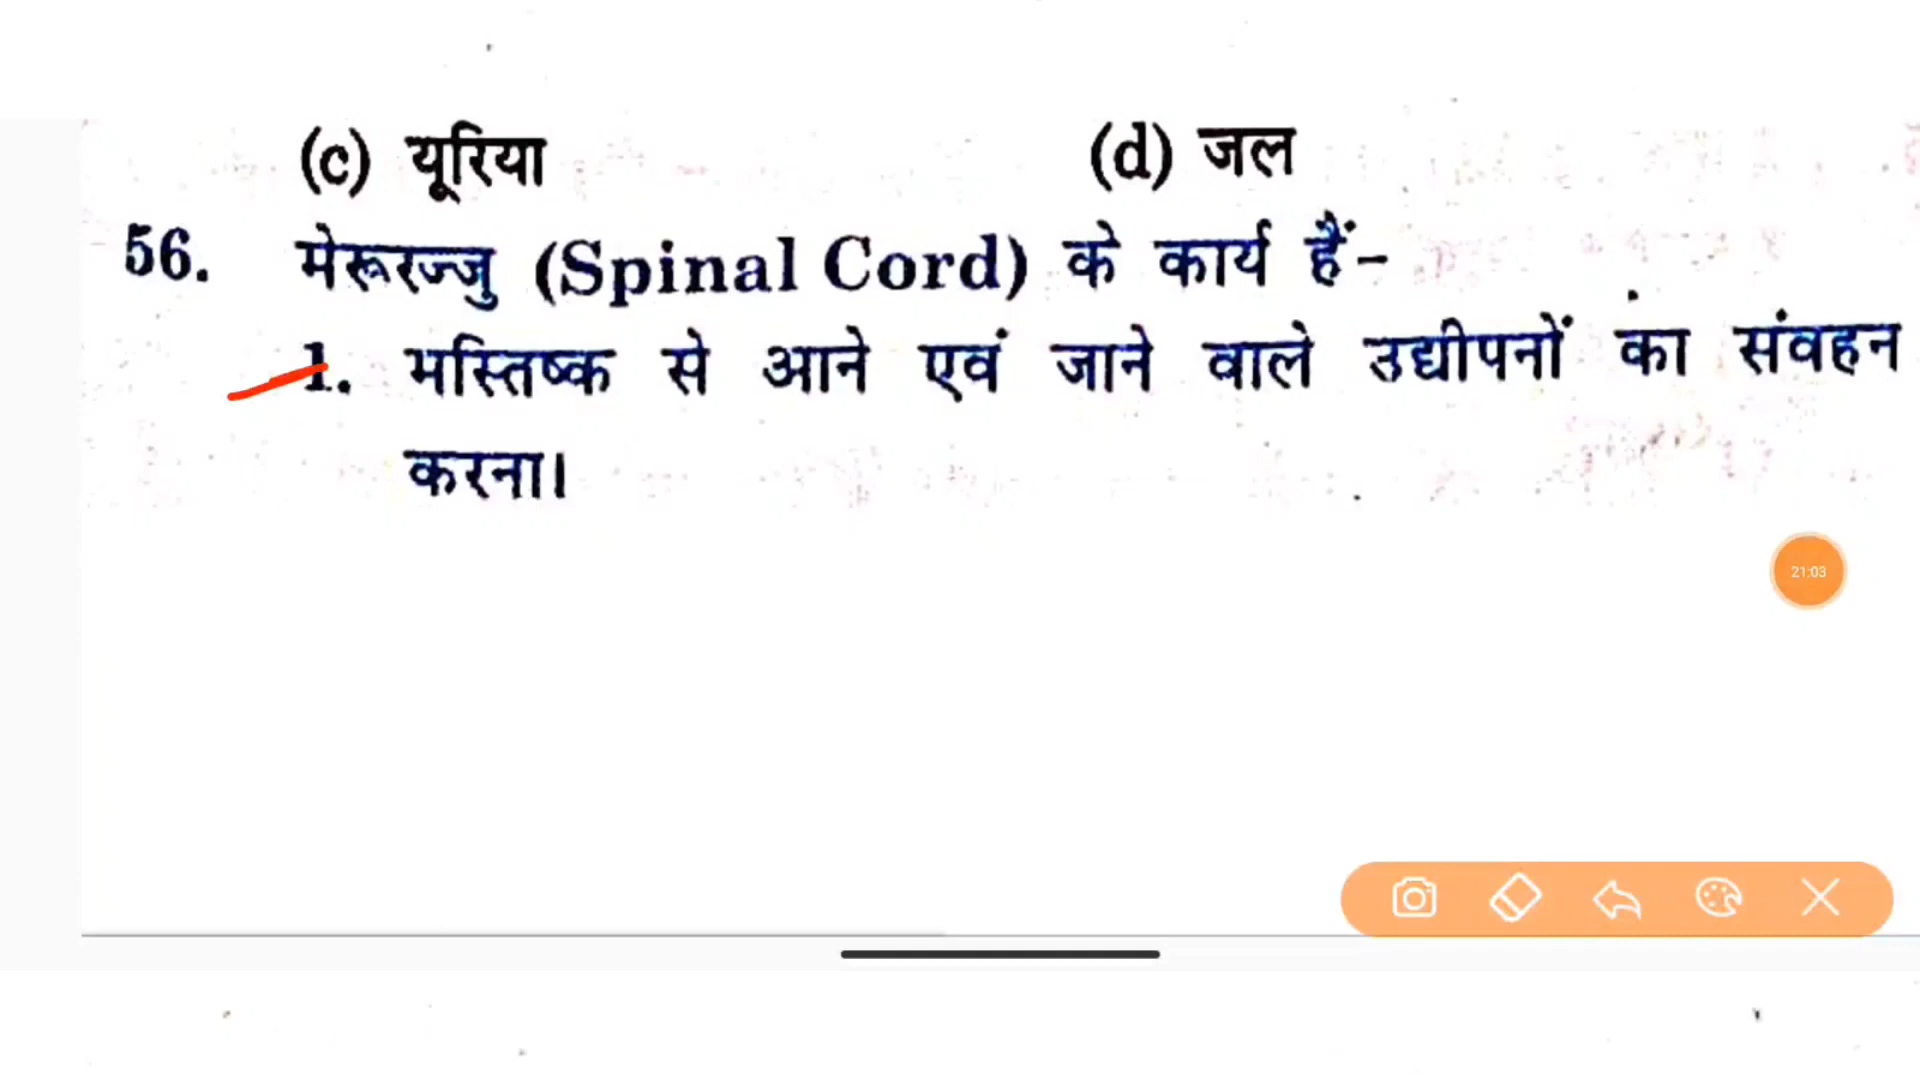 (c) यूरिया (d) जल
56. मेरूरज्जु (Spinal Cord) के कार्य हैं-
1. मस्तिष्क से आने एवं जाने वाले उद्यीपनों का संवहन
करना।
21:03